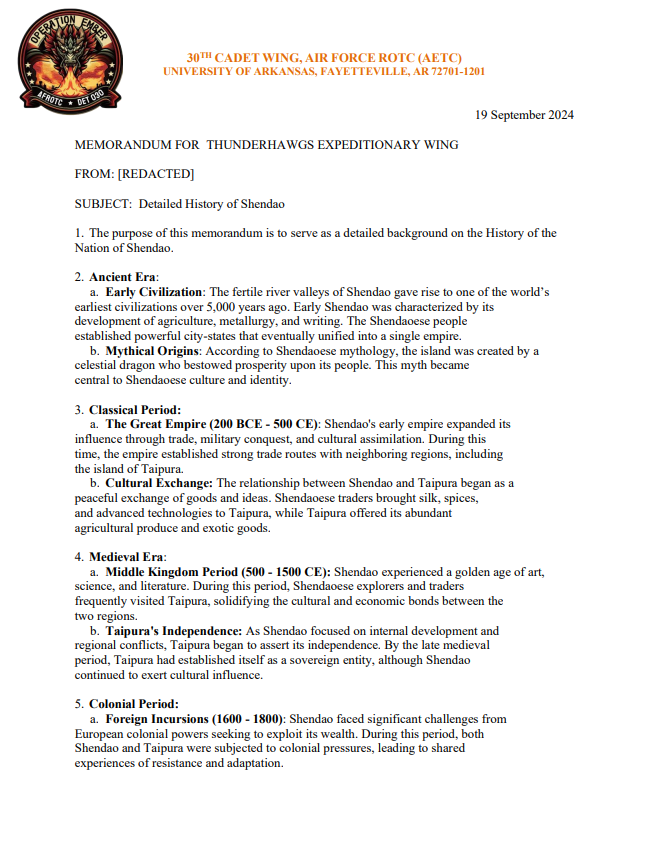 OPERATION EMBER
AFROTC ★ DET 030
30TH CADET WING, AIR FORCE ROTC (AETC)
UNIVERSITY OF ARKANSAS, FAYETTEVILLE, AR 72701-1201
19 September 2024
MEMORANDUM FOR THUNDERHAWGS EXPEDITIONARY WING
FROM: [REDACTED]
SUBJECT: Detailed History of Shendao
1. The purpose of this memorandum is to serve as a detailed background on the History of the
Nation of Shendao.
2. Ancient Era:
a. Early Civilization: The fertile river valleys of Shendao gave rise to one of the world's
earliest civilizations over 5,000 years ago. Early Shendao was characterized by its
development of agriculture, metallurgy, and writing. The Shendaoese people
established powerful city-states that eventually unified into a single empire.
b. Mythical Origins: According to Shendaoese mythology, the island was created by a
celestial dragon who bestowed prosperity upon its people. This myth became
central to Shendaoese culture and identity.
3. Classical Period:
a. The Great Empire (200 BCE - 500 CE): Shendao's early empire expanded its
influence through trade, military conquest, and cultural assimilation. During this
time, the empire established strong trade routes with neighboring regions, including
the island of Taipura.
b. Cultural Exchange: The relationship between Shendao and Taipura began as a
peaceful exchange of goods and ideas. Shendaoese traders brought silk, spices,
and advanced technologies to Taipura, while Taipura offered its abundant
agricultural produce and exotic goods.
4. Medieval Era:
a. Middle Kingdom Period (500 - 1500 CE): Shendao experienced a golden age of art,
science, and literature. During this period, Shendaoese explorers and traders
frequently visited Taipura, solidifying the cultural and economic bonds between the
two regions.
b. Taipura's Independence: As Shendao focused on internal development and
regional conflicts, Taipura began to assert its independence. By the late medieval
period, Taipura had established itself as a sovereign entity, although Shendao
continued to exert cultural influence.
5. Colonial Period:
a. Foreign Incursions (1600 - 1800): Shendao faced significant challenges from
European colonial powers seeking to exploit its wealth. During this period, both
Shendao and Taipura were subjected to colonial pressures, leading to shared
experiences of resistance and adaptation.